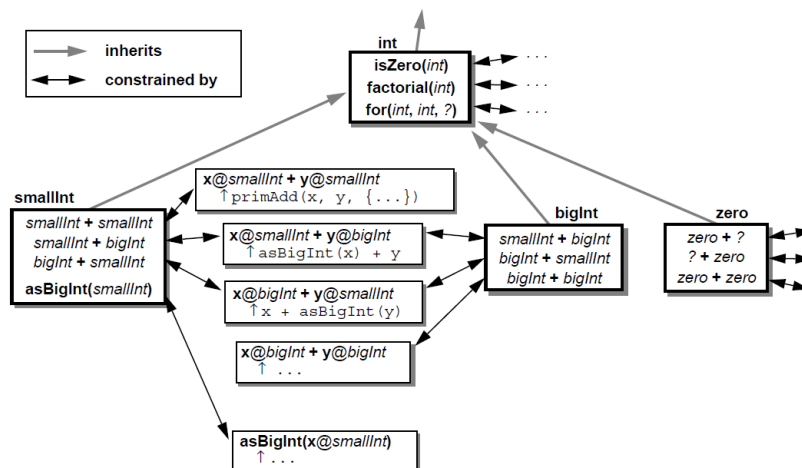 inherits
constrained by
int
isZero(int)
factorial(int)
for(int, int, ?)
. . .
. . .
. . .
smallInt
smallInt + smallInt
smallInt + bigInt
bigInt + smallInt
asBigInt(smallInt)
x@smallInt + y@smallInt
↑primAdd(x, y, {...})
x@smallInt + y@bigInt
↑asBigInt(x) + y
x@bigInt + y@smallInt
↑x + asBigInt(y)
x@bigInt + y@bigInt
↑ ...
asBigInt(x@smallInt)
↑...
bigInt
smallInt + bigInt
bigInt + smallInt
bigInt + bigInt
zero
zero + ?
? + zero
zero + zero